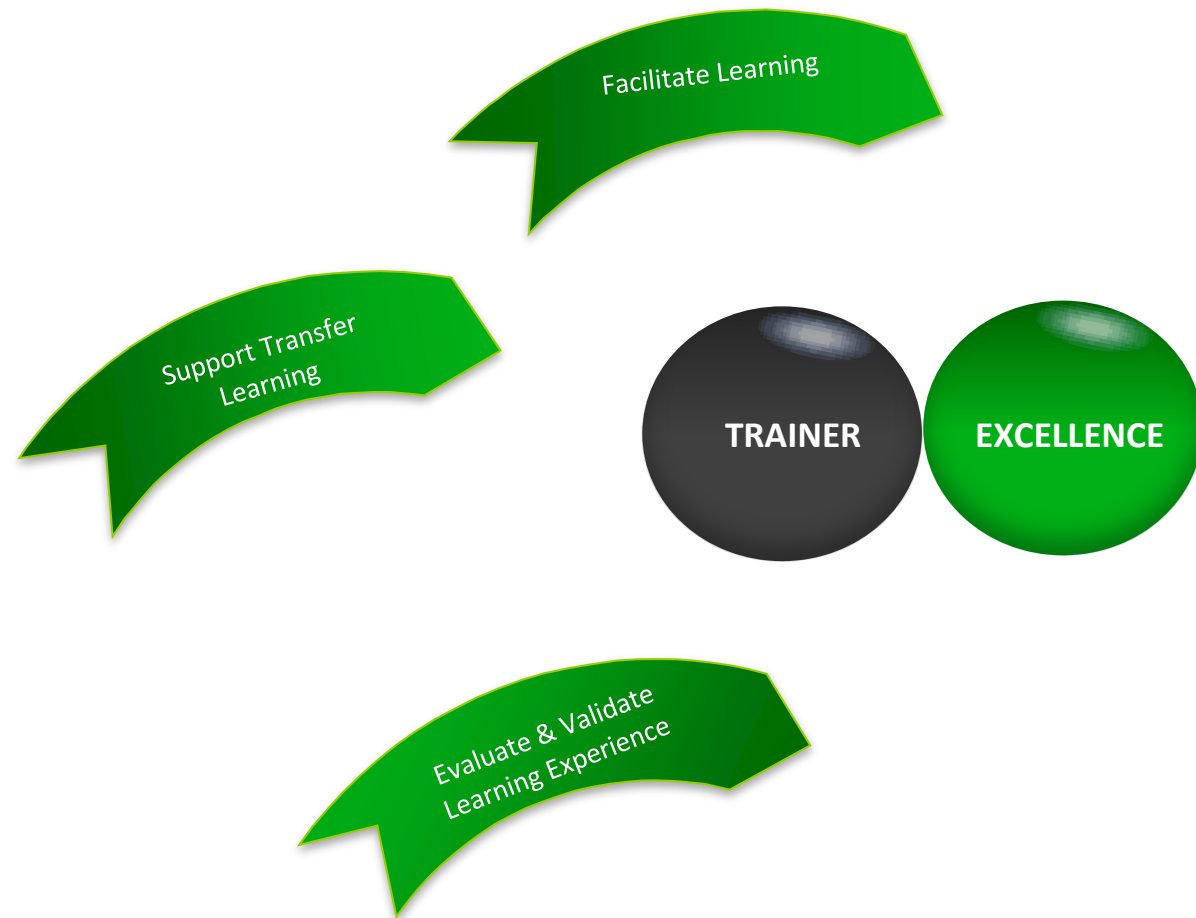 Facilitate Learning
Support Transfer
Learning
TRAINER
EXCELLENCE
Evaluate & Validate
Learning Experience